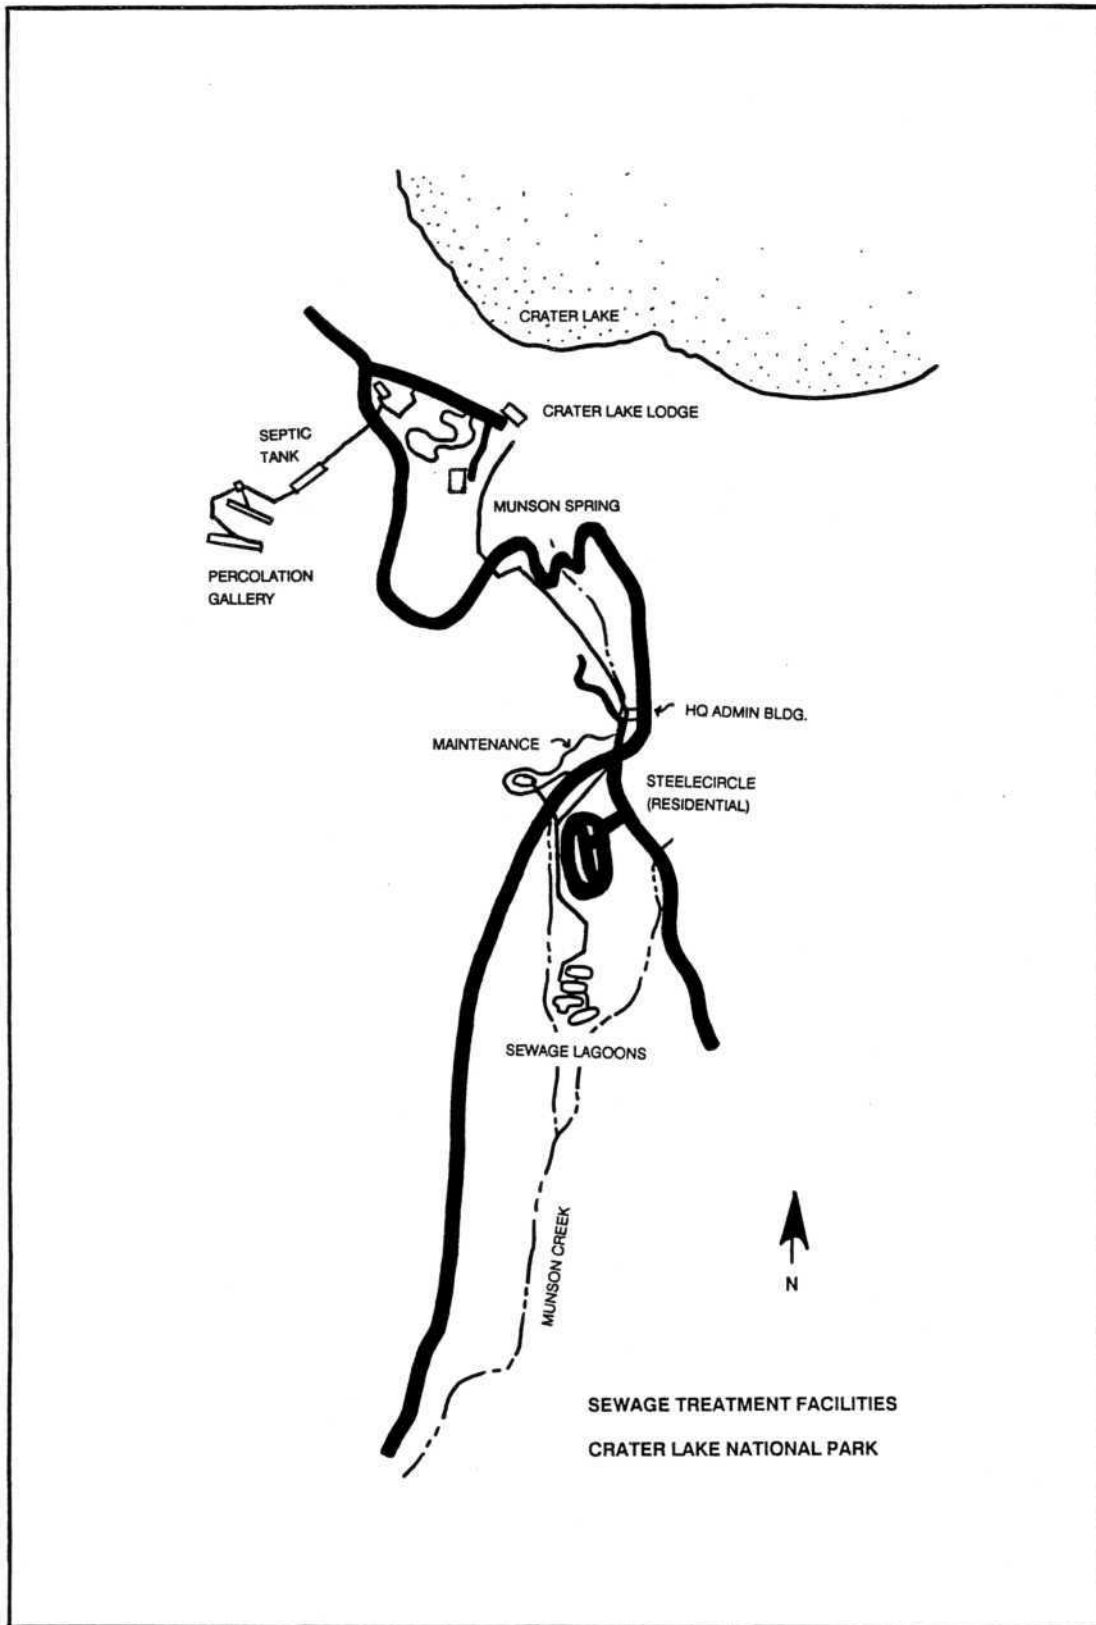 CRATER LAKE
CRATER LAKE LODGE
SEPTIC
TANK
MUNSON SPRING
PERCOLATION
GALLERY
HQ ADMIN BLDG.
MAINTENANCE
STEELECIRCLE
(RESIDENTIAL)
SEWAGE LAGOONS
MUNSON CREEK
N
SEWAGE TREATMENT FACILITIES
CRATER LAKE NATIONAL PARK